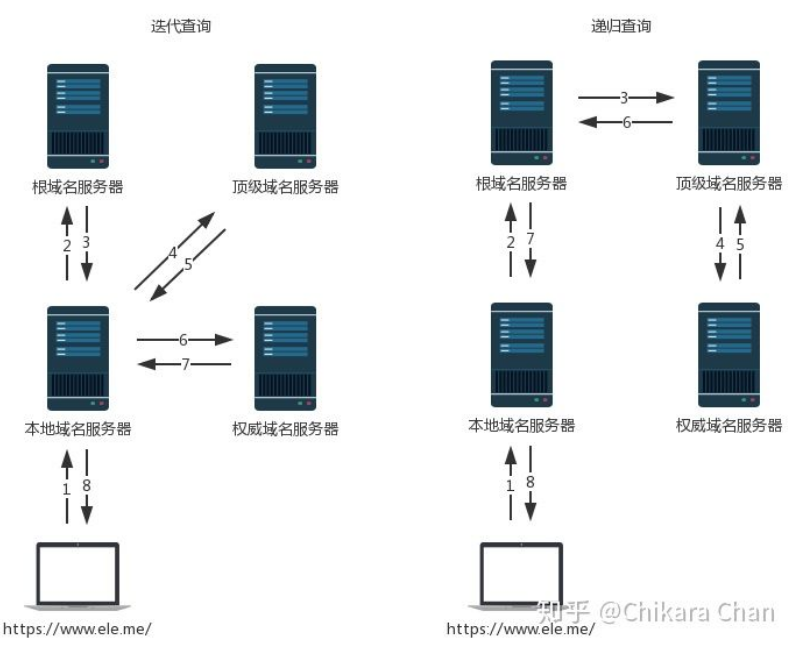 迭代查询
递归查询
3
6
根域名服务器
顶级域名服务器
根域名服务器
顶级域名服务器
2
3
4
5
2
7
4
5
6
7
本地域名服务器
权威域名服务器
本地域名服务器
权威域名服务器
1
8
1
8
知乎 @Chikara Chan
https://www.ele.me/
https://www.ele.me/